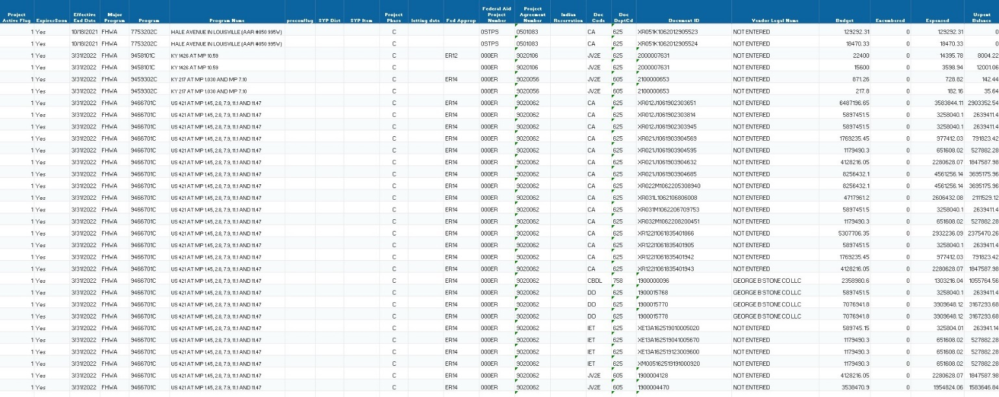 Project Active Flag ExpiresSoon Effective End Date Major Program Program Program Name preconflag SYP Dist SYP Item Project Phase letting date Fed Approp Federal Aid Project Number Project Agreement Number Indian Reservation Doc Code Doc DeptCd Document ID Vendor Legal Name Budget Encumbered Expensed Uspent Balance
1 Yes 10/18/2021 FHWA 7753202C HALE AVENUE IN LOUISVILLE (AAR #850 995W) C 0STPS 0501083 CA 625 XR051K1062012905523 NOT ENTERED 129292.31 0 129292.31 0
1 Yes 10/18/2021 FHWA 7753202C HALE AVENUE IN LOUISVILLE (AAR #850 995W) C 0STPS 0501083 CA 625 XR051K1062012905524 NOT ENTERED 18470.33 0 18470.33 0
1 Yes 3/31/2022 FHWA 9458101C KY 1426 AT MP 10.59 C ER12 000ER 9020106 JV2E 625 2000007631 NOT ENTERED 22400 0 14395.78 8004.22
1 Yes 3/31/2022 FHWA 9458101C KY 1426 AT MP 10.59 C 000ER 9020106 JV2E 625 2000007631 NOT ENTERED 15600 0 3598.94 12001.06
1 Yes 3/31/2022 FHWA 9459302C KY 217 AT MP 1.030 AND MP 7.10 C ER14 000ER 9020056 JV2E 605 2100000653 NOT ENTERED 871.26 0 728.82 142.44
1 Yes 3/31/2022 FHWA 9459302C KY 217 AT MP 1.030 AND MP 7.10 C 000ER 9020056 JV2E 605 2100000653 NOT ENTERED 217.8 0 182.16 35.64
1 Yes 3/31/2022 FHWA 9466701C US 421 AT MP 1.45, 2.8, 7.9, 11.1 AND 11.47 C ER14 000ER 9020062 CA 625 XR012J1061902303651 NOT ENTERED 6487196.65 0 3583844.11 2903352.54
1 Yes 3/31/2022 FHWA 9466701C US 421 AT MP 1.45, 2.8, 7.9, 11.1 AND 11.47 C ER14 000ER 9020062 CA 625 XR012J1061902303814 NOT ENTERED 5897451.5 0 3258040.1 2639411.4
1 Yes 3/31/2022 FHWA 9466701C US 421 AT MP 1.45, 2.8, 7.9, 11.1 AND 11.47 C ER14 000ER 9020062 CA 625 XR012J1061902303945 NOT ENTERED 5897451.5 0 3258040.1 2639411.4
1 Yes 3/31/2022 FHWA 9466701C US 421 AT MP 1.45, 2.8, 7.9, 11.1 AND 11.47 C ER14 000ER 9020062 CA 625 XR021J1061903904569 NOT ENTERED 1769235.45 0 977412.03 791823.42
1 Yes 3/31/2022 FHWA 9466701C US 421 AT MP 1.45, 2.8, 7.9, 11.1 AND 11.47 C ER14 000ER 9020062 CA 625 XR021J1061903904595 NOT ENTERED 1179490.3 0 651608.02 527882.28
1 Yes 3/31/2022 FHWA 9466701C US 421 AT MP 1.45, 2.8, 7.9, 11.1 AND 11.47 C ER14 000ER 9020062 CA 625 XR021J1061903904632 NOT ENTERED 4128216.05 0 2280628.07 1847587.98
1 Yes 3/31/2022 FHWA 9466701C US 421 AT MP 1.45, 2.8, 7.9, 11.1 AND 11.47 C ER14 000ER 9020062 CA 625 XR021J1061903904685 NOT ENTERED 8256432.1 0 4561256.14 3695175.96
1 Yes 3/31/2022 FHWA 9466701C US 421 AT MP 1.45, 2.8, 7.9, 11.1 AND 11.47 C ER14 000ER 9020062 CA 625 XR022M1062205308940 NOT ENTERED 8256432.1 0 4561256.14 3695175.96
1 Yes 3/31/2022 FHWA 9466701C US 421 AT MP 1.45, 2.8, 7.9, 11.1 AND 11.47 C ER14 000ER 9020062 CA 625 XR031L1062106806008 NOT ENTERED 4717961.2 0 2606432.08 2111529.12
1 Yes 3/31/2022 FHWA 9466701C US 421 AT MP 1.45, 2.8, 7.9, 11.1 AND 11.47 C ER14 000ER 9020062 CA 625 XR031M1062206709753 NOT ENTERED 5897451.5 0 3258040.1 2639411.4
1 Yes 3/31/2022 FHWA 9466701C US 421 AT MP 1.45, 2.8, 7.9, 11.1 AND 11.47 C ER14 000ER 9020062 CA 625 XR032M1062208200451 NOT ENTERED 1179490.3 0 651608.02 527882.28
1 Yes 3/31/2022 FHWA 9466701C US 421 AT MP 1.45, 2.8, 7.9, 11.1 AND 11.47 C ER14 000ER 9020062 CA 625 XR122I1061835401866 NOT ENTERED 5307706.35 0 2932236.09 2375470.26
1 Yes 3/31/2022 FHWA 9466701C US 421 AT MP 1.45, 2.8, 7.9, 11.1 AND 11.47 C ER14 000ER 9020062 CA 625 XR122I1061835401905 NOT ENTERED 5897451.5 0 3258040.1 2639411.4
1 Yes 3/31/2022 FHWA 9466701C US 421 AT MP 1.45, 2.8, 7.9, 11.1 AND 11.47 C ER14 000ER 9020062 CA 625 XR122I1061835401942 NOT ENTERED 1769235.45 0 977412.03 791823.42
1 Yes 3/31/2022 FHWA 9466701C US 421 AT MP 1.45, 2.8, 7.9, 11.1 AND 11.47 C ER14 000ER 9020062 CA 625 XR122I1061835401943 NOT ENTERED 4128216.05 0 2280628.07 1847587.98
1 Yes 3/31/2022 FHWA 9466701C US 421 AT MP 1.45, 2.8, 7.9, 11.1 AND 11.47 C ER14 000ER 9020062 CBDL 758 1900000096 GEORGE B STONE CO LLC 2358980.6 0 1303216.04 1055764.56
1 Yes 3/31/2022 FHWA 9466701C US 421 AT MP 1.45, 2.8, 7.9, 11.1 AND 11.47 C ER14 000ER 9020062 DO 625 1900015768 GEORGE B STONE CO LLC 5897451.5 0 3258040.1 2639411.4
1 Yes 3/31/2022 FHWA 9466701C US 421 AT MP 1.45, 2.8, 7.9, 11.1 AND 11.47 C ER14 000ER 9020062 DO 625 1900015770 GEORGE B STONE CO LLC 7076941.8 0 3909648.12 3167293.68
1 Yes 3/31/2022 FHWA 9466701C US 421 AT MP 1.45, 2.8, 7.9, 11.1 AND 11.47 C ER14 000ER 9020062 DO 625 1900015778 GEORGE B STONE CO LLC 7076941.8 0 3909648.12 3167293.68
1 Yes 3/31/2022 FHWA 9466701C US 421 AT MP 1.45, 2.8, 7.9, 11.1 AND 11.47 C ER14 000ER 9020062 IET 625 XE13A162519010005020 NOT ENTERED 589745.15 0 325804.01 263941.14
1 Yes 3/31/2022 FHWA 9466701C US 421 AT MP 1.45, 2.8, 7.9, 11.1 AND 11.47 C ER14 000ER 9020062 IET 625 XE13A162519041005670 NOT ENTERED 1179490.3 0 651608.02 527882.28
1 Yes 3/31/2022 FHWA 9466701C US 421 AT MP 1.45, 2.8, 7.9, 11.1 AND 11.47 C ER14 000ER 9020062 IET 625 XE13A162519123009600 NOT ENTERED 1179490.3 0 651608.02 527882.28
1 Yes 3/31/2022 FHWA 9466701C US 421 AT MP 1.45, 2.8, 7.9, 11.1 AND 11.47 C ER14 000ER 9020062 IET 625 XM005162519191000920 NOT ENTERED 1179490.3 0 651608.02 527882.28
1 Yes 3/31/2022 FHWA 9466701C US 421 AT MP 1.45, 2.8, 7.9, 11.1 AND 11.47 C ER14 000ER 9020062 JV2E 605 1900004128 NOT ENTERED 4128216.05 0 2280628.07 1847587.98
1 Yes 3/31/2022 FHWA 9466701C US 421 AT MP 1.45, 2.8, 7.9, 11.1 AND 11.47 C ER14 000ER 9020062 JV2E 605 1900004470 NOT ENTERED 3538470.9 0 1954824.06 1583646.84